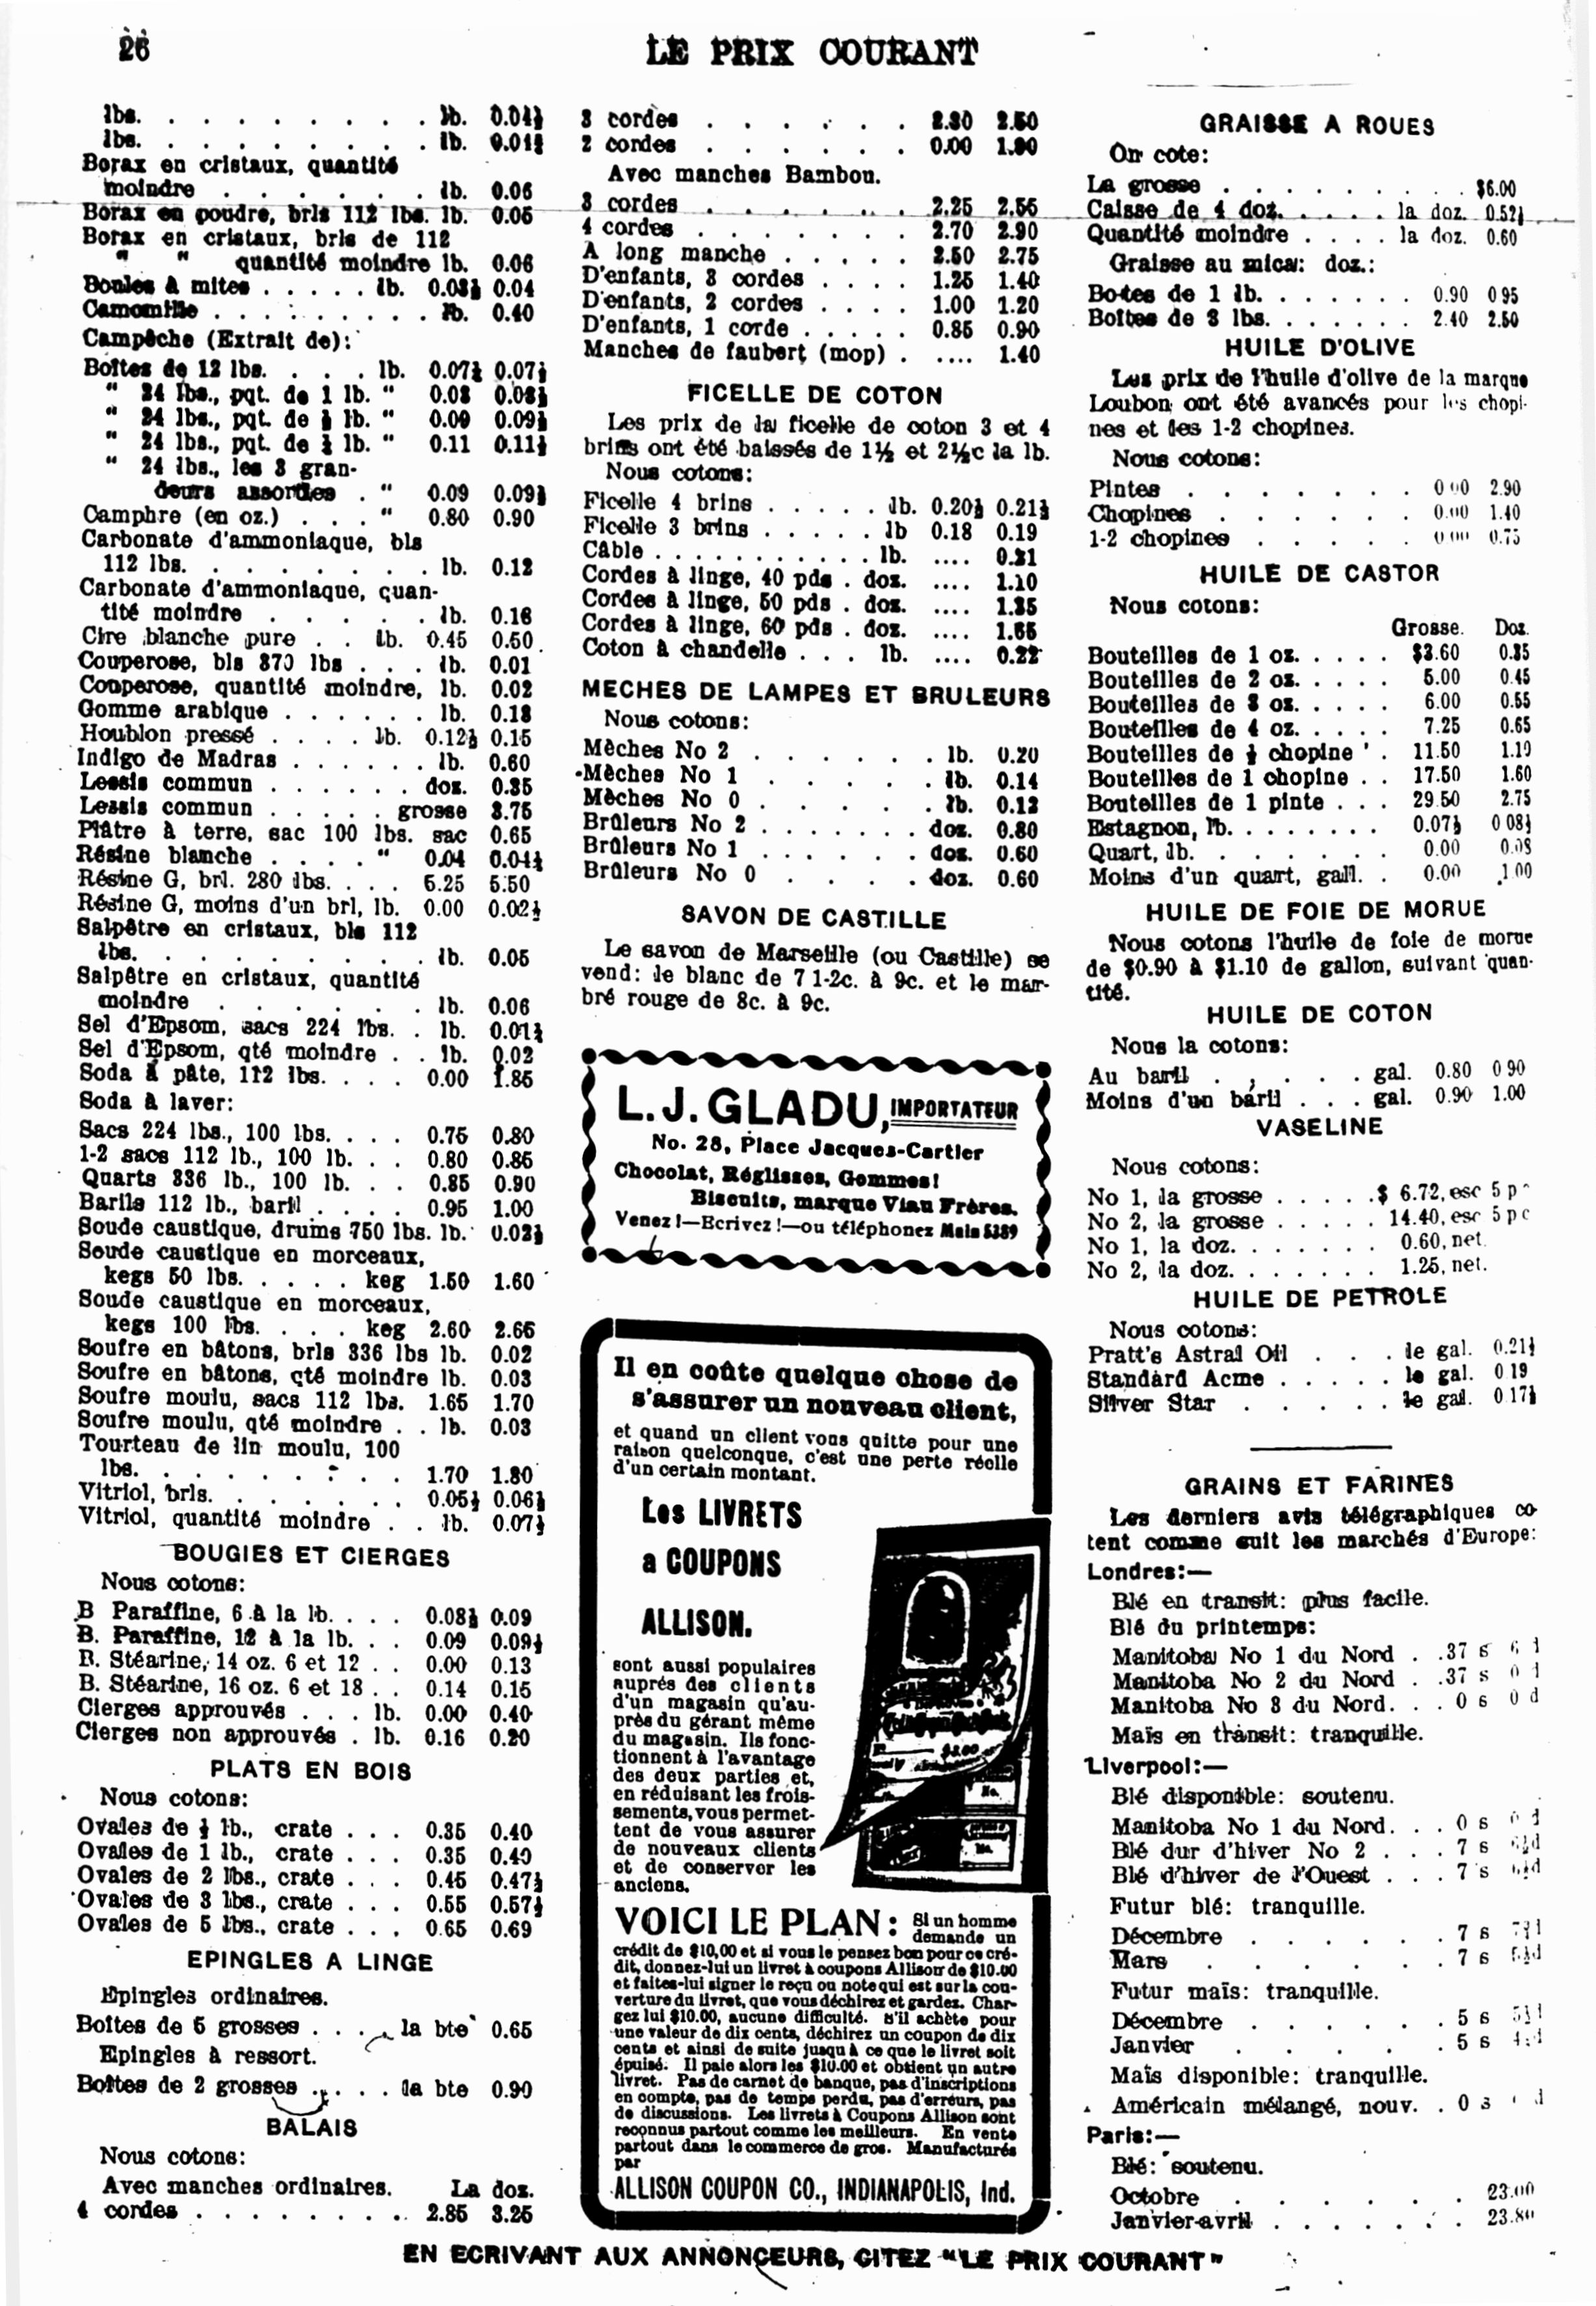 26
LE PRIX COURANT
lbs. . . . . . . . . . lb.
lbs. . . . . . . . . . lb.
Borax en cristaux, quantité
moindre . . . . . . lb. 0.06
Borax en poudre, brls 112 lbs. lb. 0.05
Borax en cristaux, brls de 112
" " quantité moindre lb. 0.06
Boules à mites . . . . . lb. 0.03½ 0.04
Camomille . . . . . . . . . lb. 0.40
Campêche (Extrait de):
Boîtes de 12 lbs. . . . lb. 0.07½ 0.07½
" 24 lbs., pqt. de 1 lb. " 0.08 0.08½
" 24 lbs., pqt. de ½ lb. " 0.09 0.09½
" 24 lbs., pqt. de ¼ lb. " 0.11 0.11½
" 24 lbs., les 3 gran-
deurs assorties . " 0.09 0.09½
Camphre (en oz.) . . . " 0.80 0.90
Carbonate d'ammoniaque, bls
112 lbs. . . . . . . . lb. 0.12
Carbonate d'ammoniaque, quan-
tité moindre . . . . . lb. 0.16
Cire blanche pure . . lb. 0.45 0.50
Couperose, bls 370 lbs . . . lb. 0.01
Couperose, quantité moindre, lb. 0.02
Gomme arabique . . . . . . lb. 0.18
Houblon pressé . . . . lb. 0.12½ 0.15
Indigo de Madras . . . . . . lb. 0.60
Lessis commun . . . . . . doz. 0.35
Lessis commun . . . . . grosse 3.75
Plâtre à terre, sac 100 lbs. sac 0.65
Résine blanche . . . . " 0.04 0.04½
Résine G, brl. 280 lbs. . . . 5.25 5.50
Résine G, moins d'un brl, lb. 0.00 0.02½
Salpêtre en cristaux, bls 112
lbs. . . . . . . . . . lb. 0.05
Salpêtre en cristaux, quantité
moindre . . . . . . . lb. 0.06
Sel d'Epsom, sacs 224 lbs. . lb. 0.01½
Sel d'Epsom, qté moindre . . lb. 0.02
Soda à pâte, 112 lbs. . . . 0.00 1.85
Soda à laver:
Sacs 224 lbs., 100 lbs. . . . 0.75 0.80
1-2 sacs 112 lb., 100 lb. . . 0.80 0.85
Quarts 336 lb., 100 lb. . . 0.85 0.90
Barils 112 lb., baril . . . . 0.95 1.00
Soude caustique, drums 750 lbs. lb. 0.02½
Soude caustique en morceaux,
kegs 50 lbs. . . . . keg 1.50 1.60
Soude caustique en morceaux,
kegs 100 lbs. . . . keg 2.60 2.65
Soufre en bâtons, brls 336 lbs lb. 0.02
Soufre en bâtons, qté moindre lb. 0.03
Soufre moulu, sacs 112 lbs. 1.65 1.70
Soufre moulu, qté moindre . . lb. 0.03
Tourteau de lin moulu, 100
lbs. . . . . . . . . . 1.70 1.80
Vitriol, brls. . . . . . . . 0.05½ 0.06½
Vitriol, quantité moindre . . lb. 0.07½
BOUGIES ET CIERGES
Nous cotons:
B Paraffine, 6 à la lb. . . . 0.08½ 0.09
B. Paraffine, 12 à la lb. . . 0.09 0.09½
B. Stéarine, 14 oz. 6 et 12 . . 0.00 0.13
B. Stéarine, 16 oz. 6 et 18 . . 0.14 0.15
Cierges approuvés . . . lb. 0.00 0.40
Cierges non approuvés . lb. 0.16 0.20
PLATS EN BOIS
Nous cotons:
Ovales de ½ lb., crate . . . 0.35 0.40
Ovales de 1 lb., crate . . . 0.35 0.40
Ovales de 2 lbs., crate . . . 0.45 0.47½
Ovales de 3 lbs., crate . . . 0.55 0.57½
Ovales de 5 lbs., crate . . . 0.65 0.69
EPINGLES A LINGE
Epingles ordinaires.
Boîtes de 5 grosses . . . . la bte 0.65
Epingles à ressort.
Boîtes de 2 grosses . . . . . la bte 0.90
BALAIS
Nous cotons:
Avec manches ordinaires. La doz.
4 cordes . . . . . . . . . 2.85 3.25
3 cordes . . . . . . . 2.30 2.50
2 cordes . . . . . . . 0.00
Avec manches Bambou.
3 cordes . . . . . . . 2.25 2.55
4 cordes . . . . . . . 2.70 2.90
A long manche . . . . . 2.50 2.75
D'enfants, 3 cordes . . . . 1.25 1.40
D'enfants, 2 cordes . . . . 1.00 1.20
D'enfants, 1 corde . . . . . 0.85 0.90
Manches de faubert (mop) . .... 1.40
FICELLE DE COTON
Les prix de la ficelle de coton 3 et 4
brins ont été baissés de 1½ et 2½c la lb.
Nous cotons:
Ficelle 4 brins . . . . . lb. 0.20½ 0.21½
Ficelle 3 brins . . . . . lb 0.18 0.19
Câble . . . . . . . . . . . lb. .... 0.21
Cordes à linge, 40 pds . doz. .... 1.10
Cordes à linge, 50 pds . doz. .... 1.35
Cordes à linge, 60 pds . doz. .... 1.65
Coton à chandelle . . . lb. .... 0.22
MECHES DE LAMPES ET BRULEURS
Nous cotons:
Mèches No 2 . . . . . . . lb. 0.20
Mèches No 1 . . . . . . lb. 0.14
Mèches No 0 . . . . . . lb. 0.12
Brûleurs No 2 . . . . . . . doz. 0.80
Brûleurs No 1 . . . . . . doz. 0.60
Brûleurs No 0 . . . . . doz. 0.60
SAVON DE CASTILLE
Le savon de Marseille (ou Castille) se
vend: le blanc de 7 1-2c. à 9c. et le mar-
bré rouge de 8c. à 9c.
L. J. GLADU, IMPORTATEUR
No. 28, Place Jacques-Cartier
Chocolat, Réglisses, Gommes!
Biscuits, marque Viau Frères.
Venez!—Ecrivez!—ou téléphonez Main 5389
Il en coûte quelque chose de
s'assurer un nouveau client,
et quand un client vous quitte pour une
raison quelconque, c'est une perte réelle
d'un certain montant.
Les LIVRETS
a COUPONS
ALLISON.
sont aussi populaires
auprés des clients
d'un magasin qu'au-
près du gérant même
du magasin. Ils fonc-
tionnent à l'avantage
des deux parties et,
en réduisant les frois-
sements, vous permet-
tent de vous assurer
de nouveaux clients
et de conserver les
anciens.
$5.00
No.
No.
VOICI LE PLAN: Si un homme
demande un
crédit de $10,00 et si vous le pensez bon pour ce cré-
dit, donnez-lui un livret à coupons Allison de $10.00
et faites-lui signer le reçu ou note qui est sur la cou-
verture du livret, que vous déchirez et gardez. Char-
gez lui $10.00, aucune difficulté. S'il achète pour
une valeur de dix cents, déchirez un coupon de dix
cents et ainsi de suite jusqu'à ce que le livret soit
épuisé. Il paie alors les $10.00 et obtient un autre
livret. Pas de carnet de banque, pas d'inscriptions
en compte, pas de temps perdu, pas d'erreurs, pas
de discussions. Les livrets à Coupons Allison sont
reconnus partout comme les meilleurs. En vente
partout dans le commerce de gros. Manufacturés
par
ALLISON COUPON CO., INDIANAPOLIS, Ind.
GRAISSE A ROUES
On cote:
La grosse . . . . . . . . . $6.00
Caisse de 4 doz. . . . . la doz. 0.52½
Quantité moindre . . . . la doz. 0.60
Graisse au mica: doz.:
Boîtes de 1 lb. . . . . . . 0.90 0 95
Boîtes de 3 lbs. . . . . . . 2.40 2.50
HUILE D'OLIVE
Les prix de l'huile d'olive de la marque
Loubon ont été avancés pour les chopi-
nes et les 1-2 chopines.
Nous cotons:
Pintes . . . . . . . 0 00 2.90
Chopines . . . . . . 0.00 1.40
1-2 chopines . . . . . 0 00 0.75
HUILE DE CASTOR
Nous cotons:
Grosse. Doz.
Bouteilles de 1 oz. . . . . $3.60 0.35
Bouteilles de 2 oz. . . . . 5.00 0.45
Bouteilles de 3 oz. . . . . 6.00 0.55
Bouteilles de 4 oz. . . . . 7.25 0.65
Bouteilles de ½ chopine . 11.50 1.10
Bouteilles de 1 chopine . . 17.50 1.60
Bouteilles de 1 pinte . . . 29.50 2.75
Estagnon, lb. . . . . . . . 0.07½ 0 08½
Quart, lb. . . . . . . . 0.00 0.08
Moins d'un quart, gall. . 0.00 1.00
HUILE DE FOIE DE MORUE
Nous cotons l'huile de foie de morue
de $0.90 à $1.10 de gallon, suivant quan-
tité.
HUILE DE COTON
Nous la cotons:
Au baril . . . . . . gal. 0.80 0 90
Moins d'un baril . . . gal. 0.90 1.00
VASELINE
Nous cotons:
No 1, la grosse . . . . . $ 6.72, esc 5 p
No 2, la grosse . . . . . 14.40, esc 5 p c
No 1, la doz. . . . . . . . 0.60, net.
No 2, la doz. . . . . . . . 1.25, net.
HUILE DE PETROLE
Nous cotons:
Pratt's Astral Oil . . . le gal. 0.21½
Standard Acme . . . . . le gal. 0 19
Silver Star . . . . . . le gal. 0 17½
GRAINS ET FARINES
Les derniers avis télégraphiques co-
tent comme suit les marchés d'Europe:
Londres:—
Blé en transit: plus facile.
Blé du printemps:
Manitoba No 1 du Nord . . 37 s 6 d
Manitoba No 2 du Nord . . 37 s 0 d
Manitoba No 3 du Nord. . . 0 s 0 d
Maïs en transit: tranquille.
Liverpool:—
Blé disponible: soutenu.
Manitoba No 1 du Nord. . . 0 s 0 d
Blé dur d'hiver No 2 . . . 7 s
Blé d'hiver de l'Ouest . . . 7 s
Futur blé: tranquille.
Décembre . . . . . . 7 s
Mars . . . . . . . 7 s
Futur maïs: tranquille.
Décembre . . . . . . 5 s
Janvier . . . . . . 5 s
Maïs disponible: tranquille.
Américain mélangé, nouv. . 0 s d
Paris:—
Blé: soutenu.
Octobre . . . . . . . 23.00
Janvier-avril . . . . . . . 23.80
EN ECRIVANT AUX ANNONCEURS, CITEZ "LE PRIX COURANT"